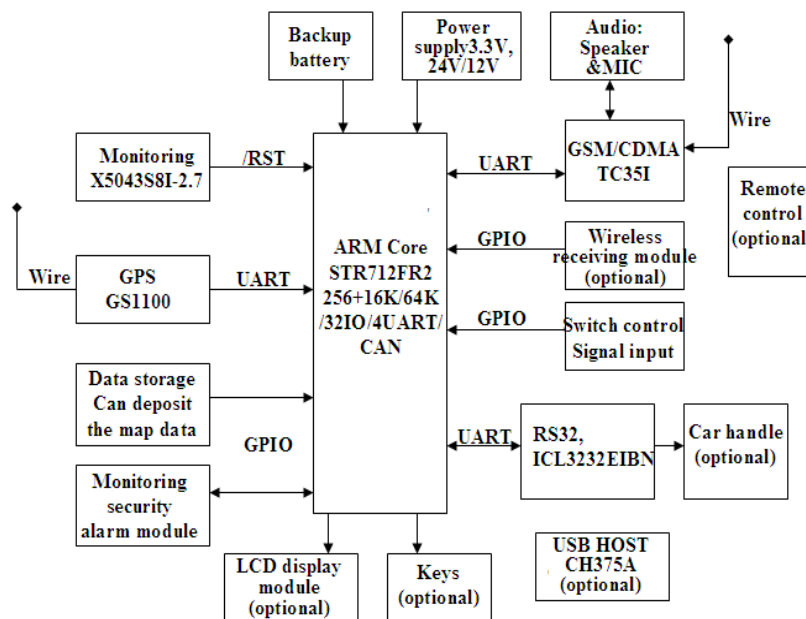 Backup
battery
Power
supply3.3V,
24V/12V
Audio:
Speaker
&MIC
Wire
Monitoring
X5043S8I-2.7
/RST
UART
GSM/CDMA
TC35I
Remote
control
(optional
Wire
GPS
GS1100
UART
ARM Core
STR712FR2
256+16K/64K
/32IO/4UART/
CAN
GPIO
Wireless
receiving module
(optional)
GPIO
Switch control
Signal input
Data storage
Can deposit
the map data
GPIO
UART
RS32,
ICL3232EIBN
Car handle
(optional)
Monitoring
security
alarm module
LCD display
module
(optional)
Keys
(optional)
USB HOST
CH375A
(optional)